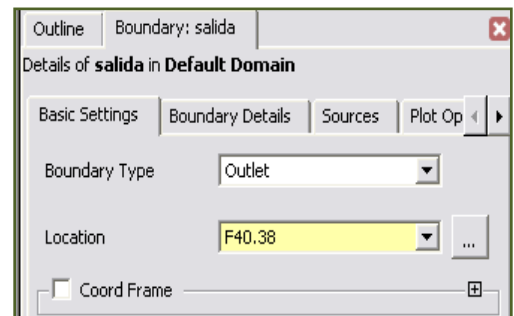 Outline Boundary: salida
Details of salida in Default Domain
Basic Settings Boundary Details Sources Plot Op
Boundary Type Outlet
Location F40.38 ...
Coord Frame